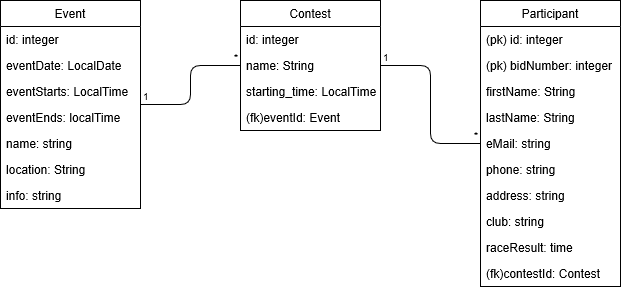 Event
id: integer
eventDate: LocalDate
eventStarts: LocalTime
eventEnds: localTime
name: string
location: String
info: string
1
*
Contest
id: integer
name: String
starting_time: LocalTime
(fk)eventId: Event
1
*
Participant
(pk) id: integer
(pk) bidNumber: integer
firstName: String
lastName: String
eMail: string
phone: string
address: string
club: string
raceResult: time
(fk)contestId: Contest